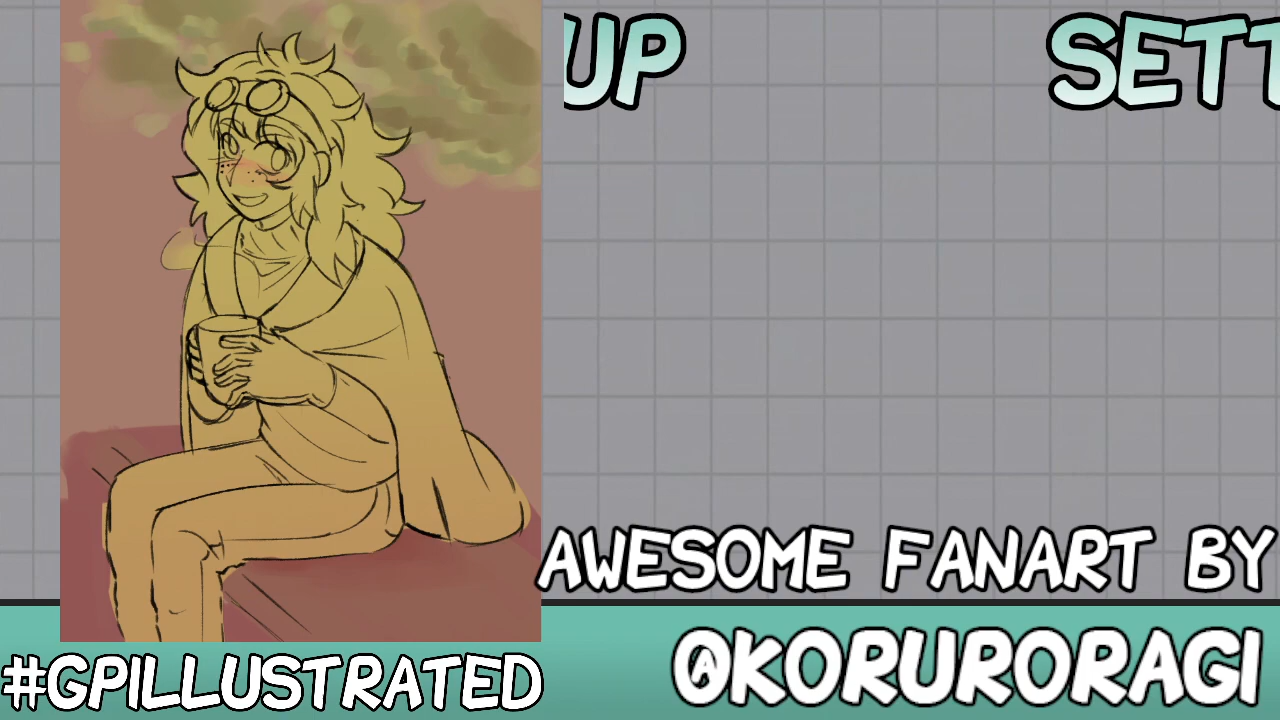 UP
SETT
AWESOME FANART BY
#GPILLUSTRATED
@KORURORAGI